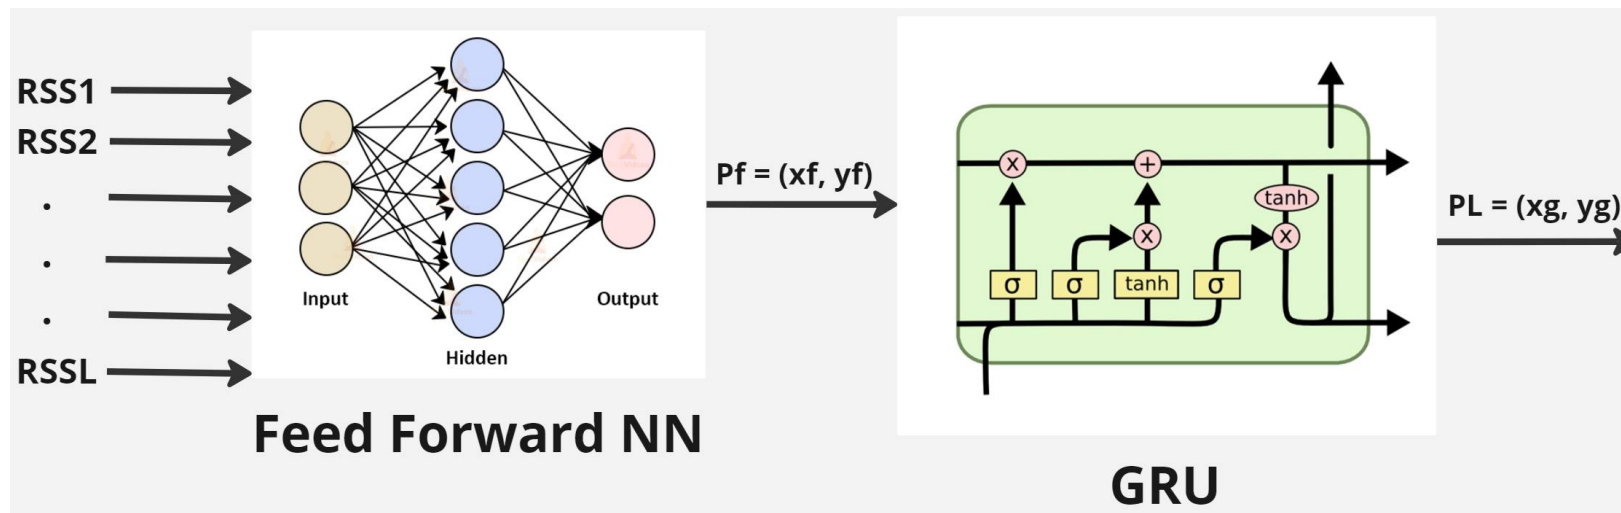 RSS1
RSS2
.
.
.
RSSL
Input
Hidden
Output
Feed Forward NN
Pf = (xf, yf)
x
+
tanh
x
x
σ
σ
tanh
σ
GRU
PL = (xg, yg)